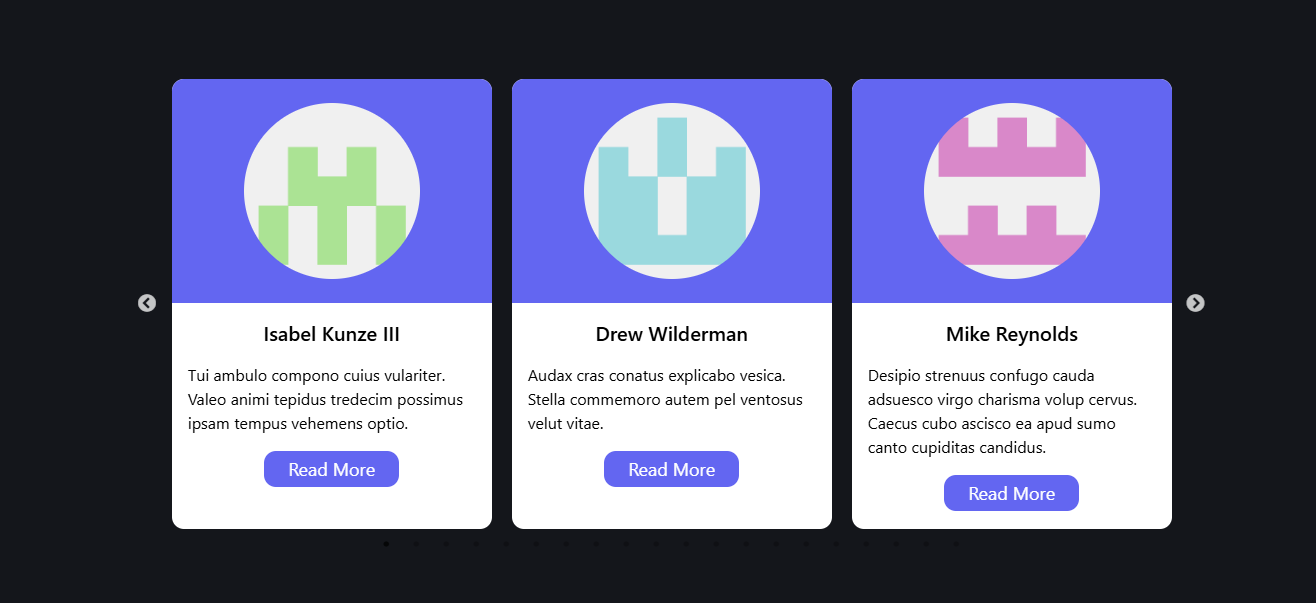 Isabel Kunze III
Tui ambulo compono cuius vulariter.
Valeo animi tepidus tredecim possimus
ipsam tempus vehemens optio.
Read More
Drew Wilderman
Audax cras conatus explicabo vesica.
Stella commemoro autem pel ventosus
velut vitae.
Read More
Mike Reynolds
Desipio strenuus confugo cauda
adsuesco virgo charisma volup cervus.
Caecus cubo ascisco ea apud sumo
canto cupiditas candidus.
Read More